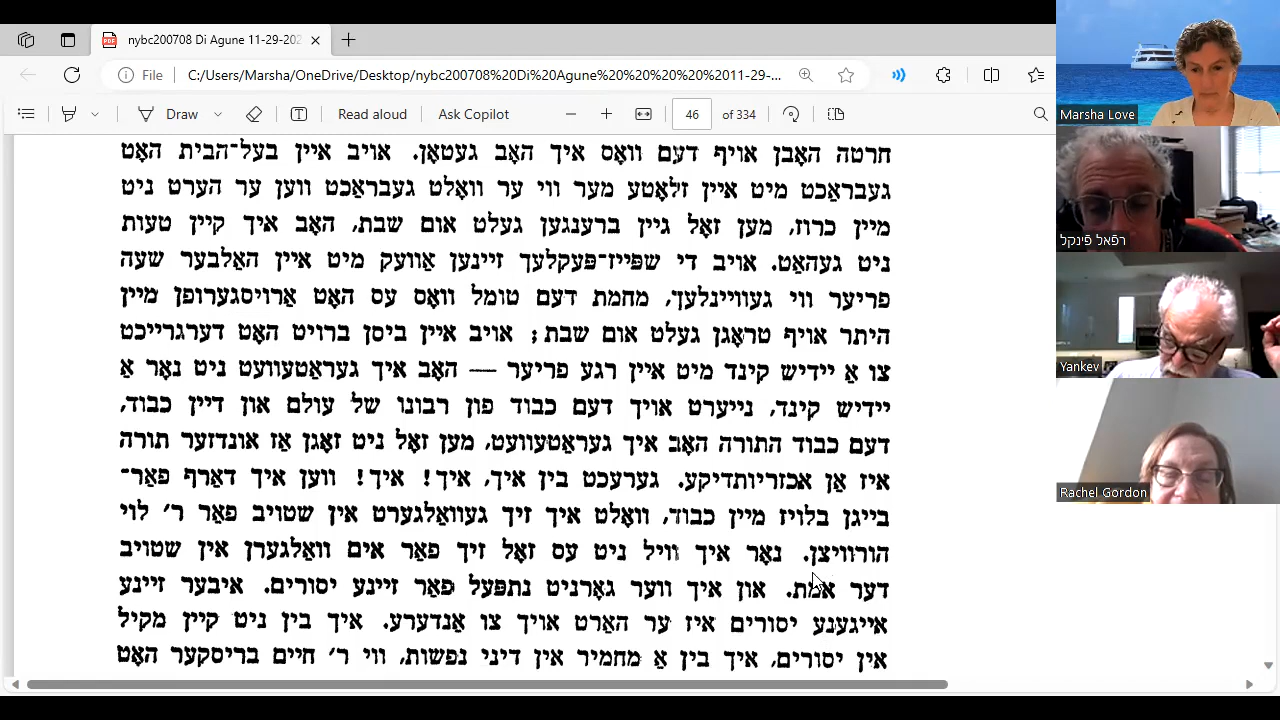 nybc200708 Di Agune 11-29-202
File
C:/Users/Marsha/OneDrive/Desktop/nybc200708%20Di%20Agune%20%20%20%20%2011-29-...
Draw
Read aloud
Ask Copilot
46 of 334
חרטה האָבן אויף דעם וואָס איך האָב געטאָן. אויב איין בעל־הבית האָט
געבראַכט מיט איין זלאָטע מער ווי ער וואָלט געבראַכט ווען ער הערט ניט
מיין כרוז, מען זאָל גיין ברענגען געלט אום שבת, האָב איך קיין טעות
ניט געהאַט. אויב די שפּייז־פּעקלעך זיינען אַוועק מיט איין האַלבער שעה
פריער ווי געוויינלעך, מחמת דעם טומל וואָס עס האָט אַרויסגערופן מיין
היתר אויף טראָגן געלט אום שבת; אויב איין ביסן ברויט האָט דערגרייכט
צו אַ יידיש קינד מיט איין רגע פריער — האָב איך געראַטעוועט ניט נאָר אַ
יידיש קינד, נייערט אויך דעם כבוד פון רבונו של עולם און דיין כבוד,
דעם כבוד התורה האָב איך געראַטעוועט, מען זאָל ניט זאָגן אַז אונדזער תורה
איז אַן אכזריותדיקע. גערעכט בין איך, איך! איך! ווען איך דאַרף פאַר־
בייגן בלויז מיין כבוד, וואָלט איך זיך געוואַלגערט אין שטויב פאַר ר׳ לוי
הורוויצן. נאָר איך וויל ניט עס זאָל זיך פאַר אים וואַלגערן אין שטויב
דער אמת. און איך ווער גאָרניט נתפּעל פאַר זיינע יסורים. איבער זיינע
אייגענע יסורים איז ער האַרט אויך צו אַנדערע. איך בין ניט קיין מקיל
אין יסורים, איך בין אַ מחמיר אין דיני נפשות, ווי ר׳ חיים בריסקער האָט
Marsha Love
רפֿאל פֿינקל
Yankev
Rachel Gordon